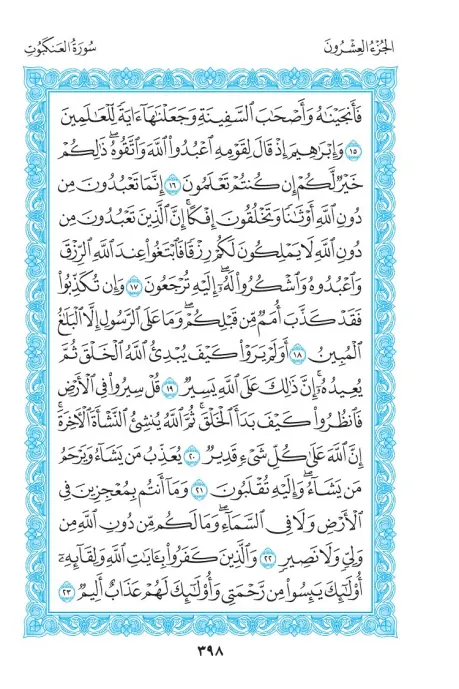 الجُزْءُ العِشْرُونَ
سُورَةُ العَنكَبُوتِ
فَأَنجَيْنَٰهُ وَأَصْحَٰبَ ٱلسَّفِينَةِ وَجَعَلْنَٰهَآ ءَايَةً لِّلْعَٰلَمِينَ
١٥ وَإِبْرَٰهِيمَ إِذْ قَالَ لِقَوْمِهِ ٱعْبُدُوا۟ ٱللَّهَ وَٱتَّقُوهُ ۖ ذَٰلِكُمْ
خَيْرٌ لَّكُمْ إِن كُنتُمْ تَعْلَمُونَ ١٦ إِنَّمَا تَعْبُدُونَ مِن
دُونِ ٱللَّهِ أَوْثَٰنًا وَتَخْلُقُونَ إِفْكًا ۚ إِنَّ ٱلَّذِينَ تَعْبُدُونَ مِن
دُونِ ٱللَّهِ لَا يَمْلِكُونَ لَكُمْ رِزْقًا فَٱبْتَغُوا۟ عِندَ ٱللَّهِ ٱلرِّزْقَ
وَٱعْبُدُوهُ وَٱشْكُرُوا۟ لَهُۥٓ ۖ إِلَيْهِ تُرْجَعُونَ ١٧ وَإِن تُكَذِّبُوا۟
فَقَدْ كَذَّبَ أُمَمٌ مِّن قَبْلِكُمْ ۖ وَمَا عَلَى ٱلرَّسُولِ إِلَّا ٱلْبَلَٰغُ
ٱلْمُبِينُ ١٨ أَوَلَمْ يَرَوْا۟ كَيْفَ يُبْدِئُ ٱللَّهُ ٱلْخَلْقَ ثُمَّ
يُعِيدُهُۥٓ ۚ إِنَّ ذَٰلِكَ عَلَى ٱللَّهِ يَسِيرٌ ١٩ قُلْ سِيرُوا۟ فِى ٱلْأَرْضِ
فَٱنظُرُوا۟ كَيْفَ بَدَأَ ٱلْخَلْقَ ۚ ثُمَّ ٱللَّهُ يُنشِئُ ٱلنَّشْأَةَ ٱلْءَاخِرَةَ ۚ
إِنَّ ٱللَّهَ عَلَىٰ كُلِّ شَىْءٍ قَدِيرٌ ٢٠ يُعَذِّبُ مَن يَشَآءُ وَيَرْحَمُ
مَن يَشَآءُ ۖ وَإِلَيْهِ تُقْلَبُونَ ٢١ وَمَآ أَنتُم بِمُعْجِزِينَ فِى
ٱلْأَرْضِ وَلَا فِى ٱلسَّمَآءِ ۖ وَمَا لَكُم مِّن دُونِ ٱللَّهِ مِن
وَلِىٍّ وَلَا نَصِيرٍ ٢٢ وَٱلَّذِينَ كَفَرُوا۟ بِـَٔايَٰتِ ٱللَّهِ وَلِقَآئِهِۦٓ
أُو۟لَٰٓئِكَ يَئِسُوا۟ مِن رَّحْمَتِى وَأُو۟لَٰٓئِكَ لَهُمْ عَذَابٌ أَلِيمٌ ٢٣
٣٩٨